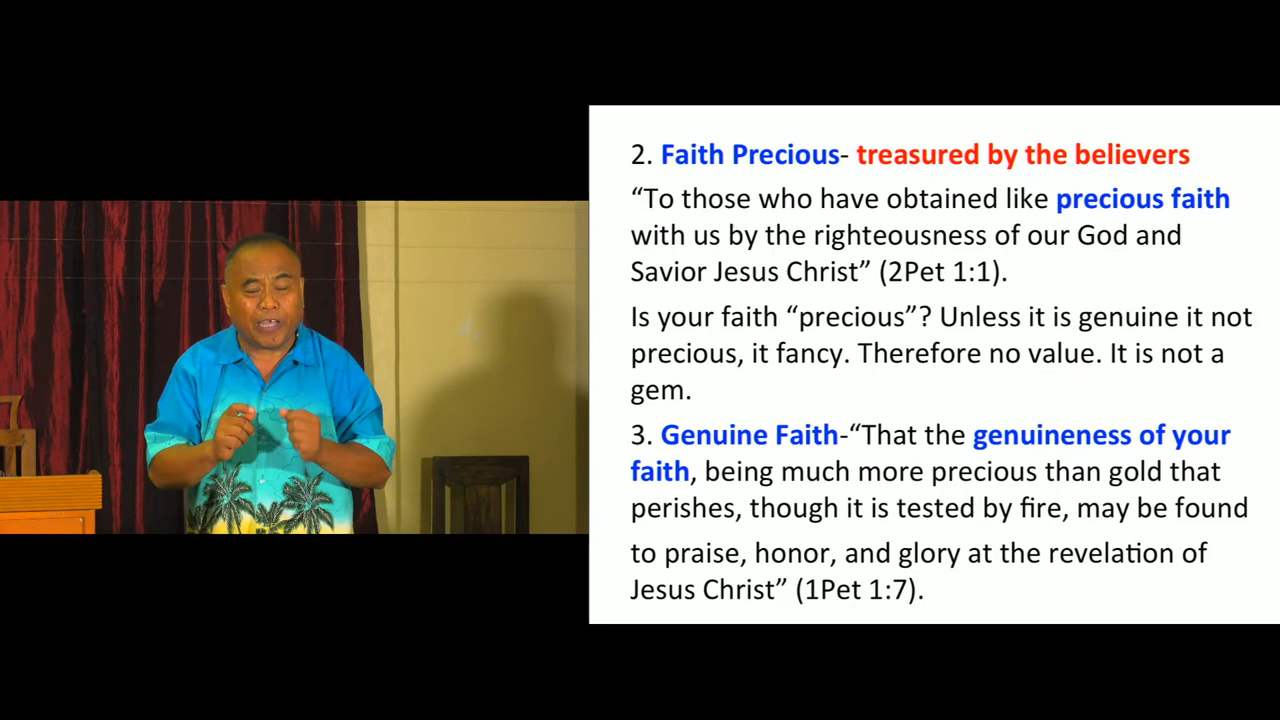 2. Faith Precious- treasured by the believers
“To those who have obtained like precious faith
with us by the righteousness of our God and
Savior Jesus Christ” (2Pet 1:1).
Is your faith “precious”? Unless it is genuine it not
precious, it fancy. Therefore no value. It is not a
gem.
3. Genuine Faith-“That the genuineness of your
faith, being much more precious than gold that
perishes, though it is tested by fire, may be found
to praise, honor, and glory at the revelation of
Jesus Christ” (1Pet 1:7).